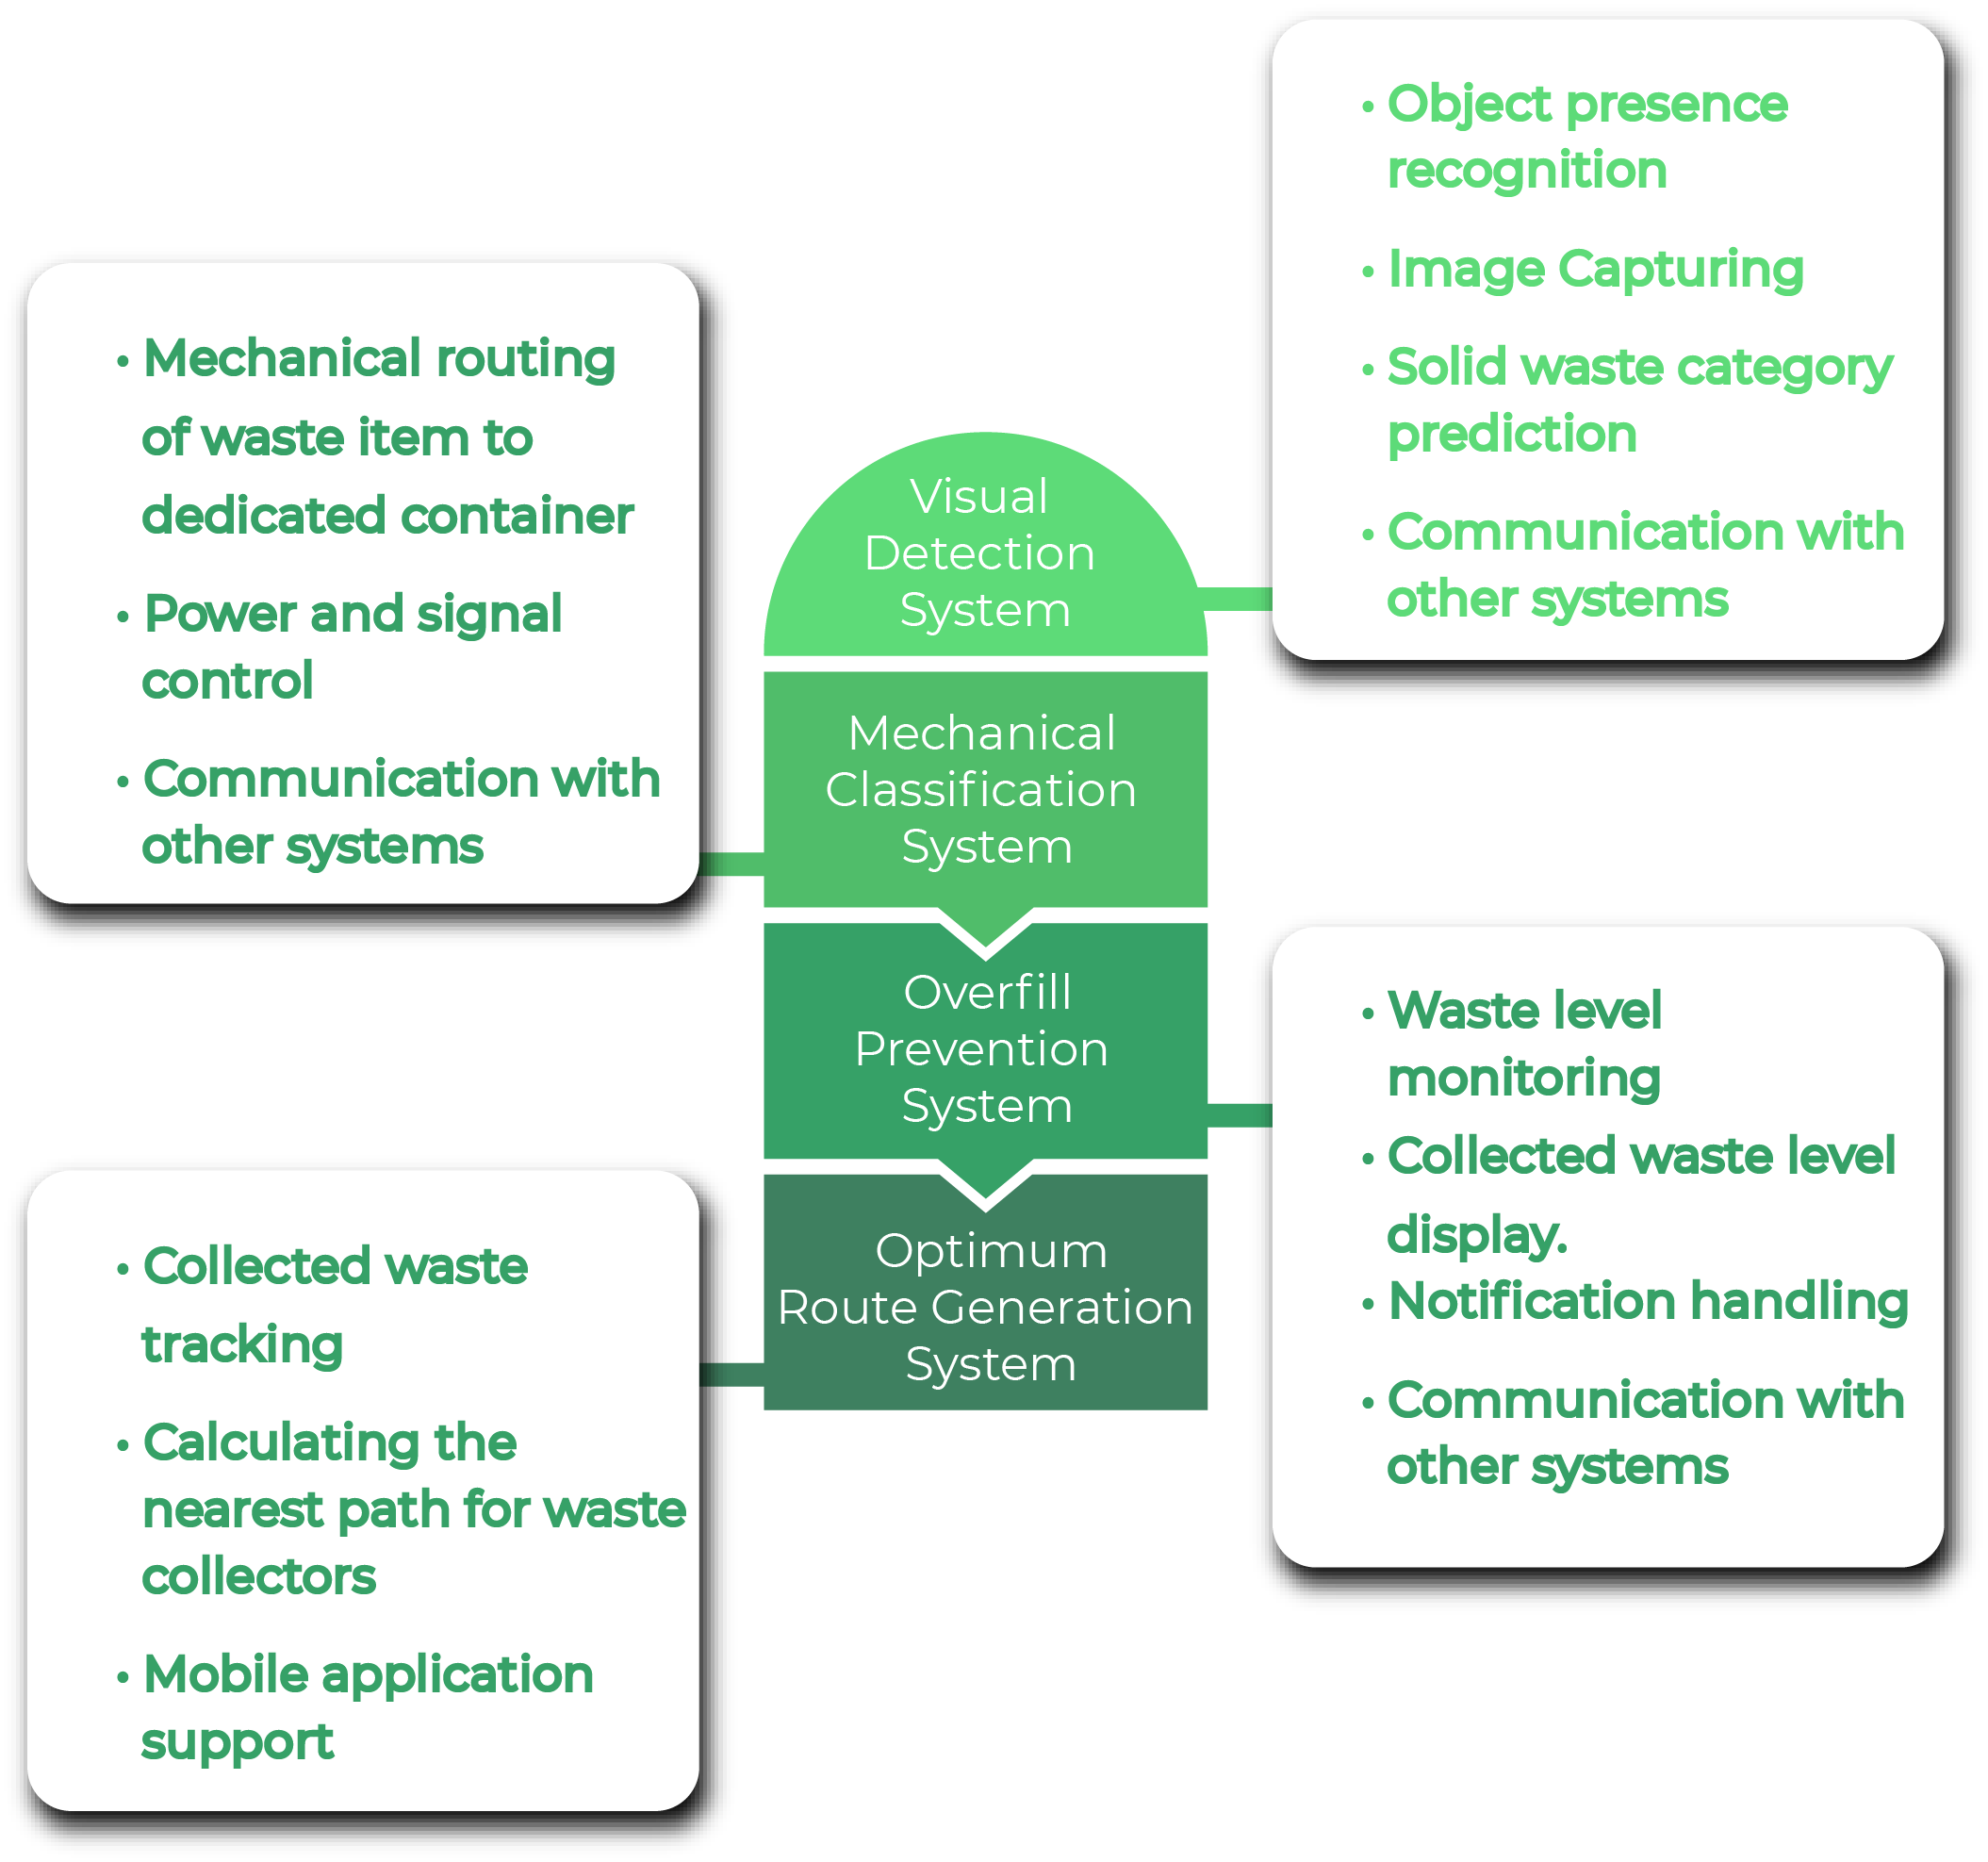 • Object presence
recognition
• Image Capturing
• Solid waste category
prediction
• Communication with
other systems
• Mechanical routing
of waste item to
dedicated container
• Power and signal
control
• Communication with
other systems
Visual
Detection
System
Mechanical
Classification
System
Overfill
Prevention
System
Optimum
Route Generation
System
• Waste level
monitoring
• Collected waste level
display.
• Notification handling
• Communication with
other systems
• Collected waste
tracking
• Calculating the
nearest path for waste
collectors
• Mobile application
support